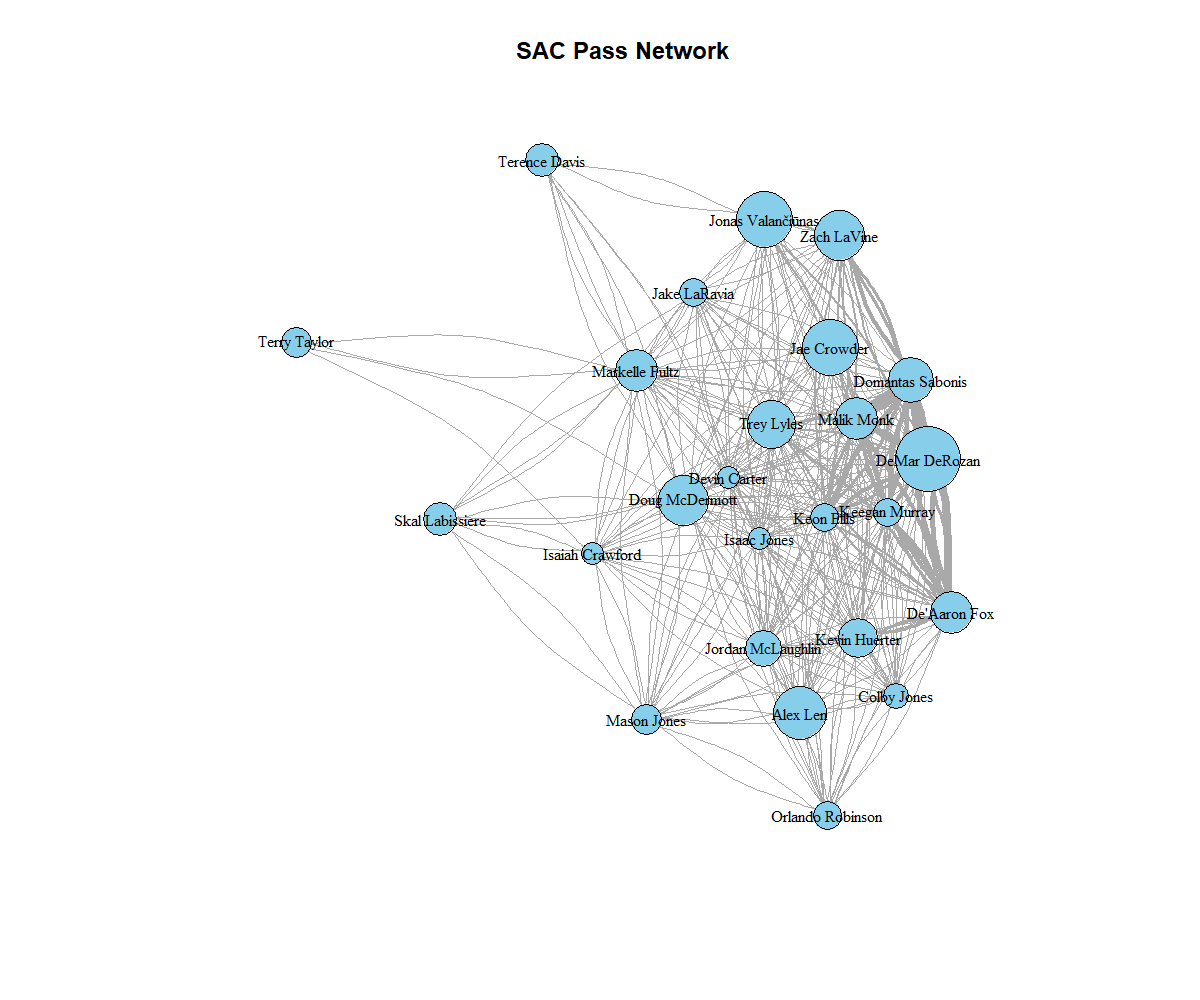 SAC Pass Network
Terence Davis
Jonas Valančiūnas
Zach LaVine
Jake LaRavia
Terry Taylor
Jae Crowder
Markelle Fultz
Domantas Sabonis
Malik Monk
Trey Lyles
DeMar DeRozan
Devin Carter
Doug McDermott
Keegan Murray
Keon Ellis
Skal Labissiere
Isaac Jones
Isaiah Crawford
De'Aaron Fox
Kevin Huerter
Jordan McLaughlin
Colby Jones
Alex Len
Mason Jones
Orlando Robinson